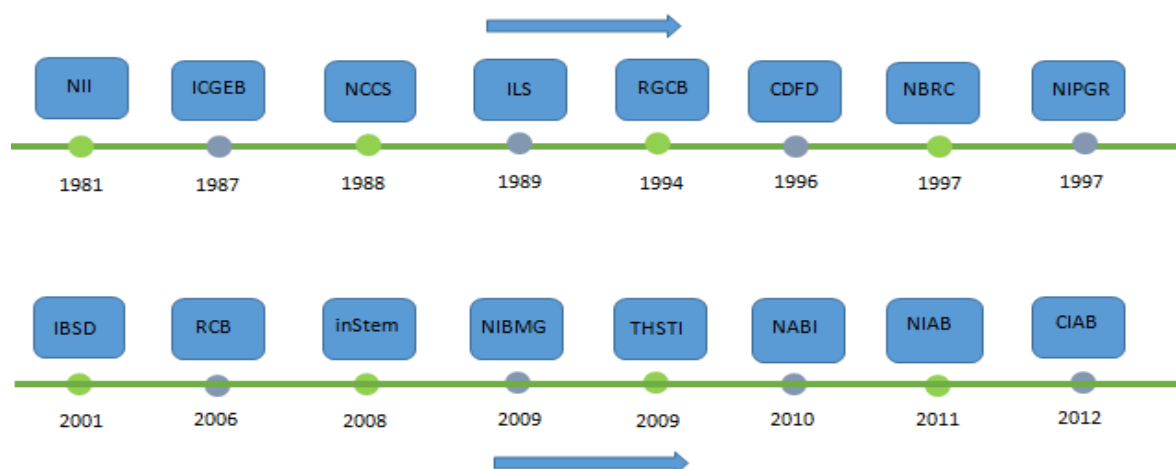 NII ICGEB NCCS ILS RGCB CDFD NBRC NIPGR
1981 1987 1988 1989 1994 1996 1997 1997
IBSD RCB inStem NIBMG THSTI NABI NIAB CIAB
2001 2006 2008 2009 2009 2010 2011 2012